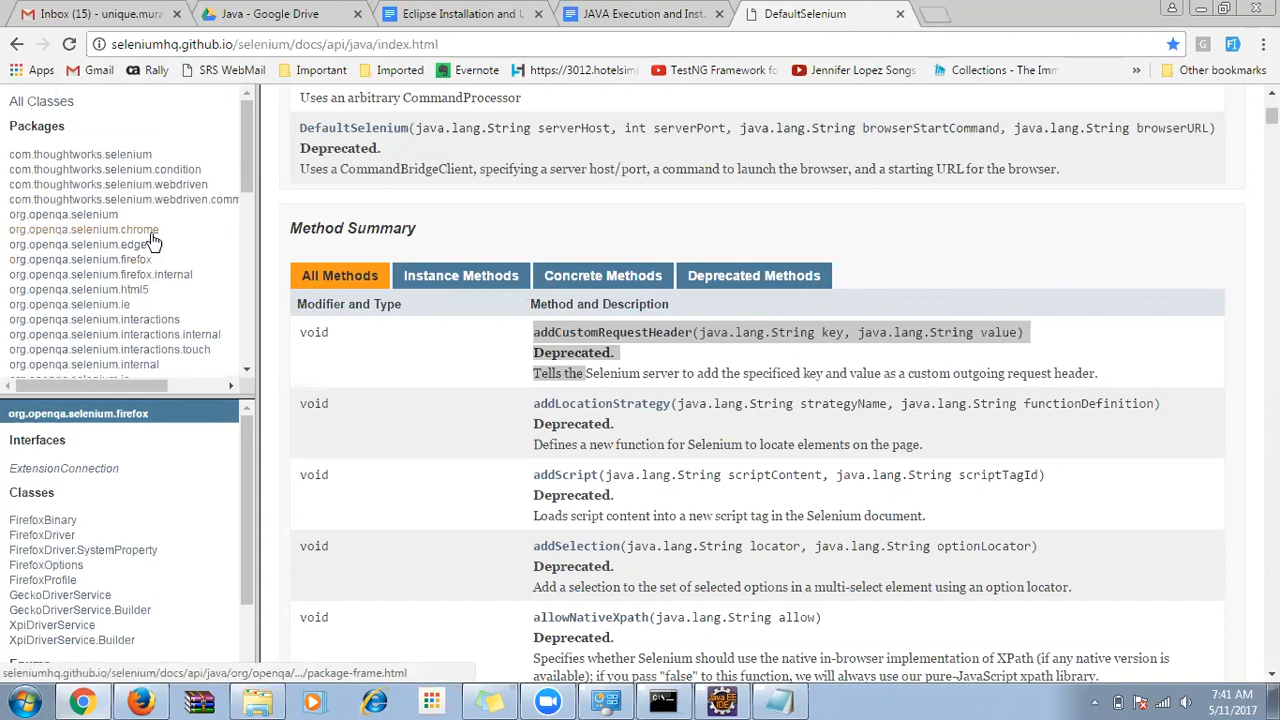 Inbox (15) - unique.mura
Java - Google Drive
Eclipse Installation and U
JAVA Execution and Inst
DefaultSelenium
seleniumhq.github.io/selenium/docs/api/java/index.html
Apps
Gmail
Rally
SRS WebMail
Important
Imported
Evernote
https://3012.hotelsim
TestNG Framework fo
Jennifer Lopez Songs
Collections - The Imm
Other bookmarks
All Classes
Packages
com.thoughtworks.selenium
com.thoughtworks.selenium.condition
com.thoughtworks.selenium.webdriven
com.thoughtworks.selenium.webdriven.comm
org.openqa.selenium
org.openqa.selenium.chrome
org.openqa.selenium.edge
org.openqa.selenium.firefox
org.openqa.selenium.firefox.internal
org.openqa.selenium.html5
org.openqa.selenium.ie
org.openqa.selenium.interactions
org.openqa.selenium.interactions.internal
org.openqa.selenium.interactions.touch
org.openqa.selenium.internal
org.openqa.selenium.firefox
Interfaces
ExtensionConnection
Classes
FirefoxBinary
FirefoxDriver
FirefoxDriver.SystemProperty
FirefoxOptions
FirefoxProfile
GeckoDriverService
GeckoDriverService.Builder
XpiDriverService
XpiDriverService.Builder
Enums
Uses an arbitrary CommandProcessor
DefaultSelenium(java.lang.String serverHost, int serverPort, java.lang.String browserStartCommand, java.lang.String browserURL)
Deprecated.
Uses a CommandBridgeClient, specifying a server host/port, a command to launch the browser, and a starting URL for the browser.
Method Summary
All Methods
Instance Methods
Concrete Methods
Deprecated Methods
Modifier and Type
Method and Description
void
addCustomRequestHeader(java.lang.String key, java.lang.String value)
Deprecated.
Tells the Selenium server to add the specificed key and value as a custom outgoing request header.
void
addLocationStrategy(java.lang.String strategyName, java.lang.String functionDefinition)
Deprecated.
Defines a new function for Selenium to locate elements on the page.
void
addScript(java.lang.String scriptContent, java.lang.String scriptTagId)
Deprecated.
Loads script content into a new script tag in the Selenium document.
void
addSelection(java.lang.String locator, java.lang.String optionLocator)
Deprecated.
Add a selection to the set of selected options in a multi-select element using an option locator.
void
allowNativeXpath(java.lang.String allow)
Deprecated.
Specifies whether Selenium should use the native in-browser implementation of XPath (if any native version is
available); if you pass "false" to this function, we will always use our pure-JavaScript xpath library.
seleniumhq.github.io/selenium/docs/api/java/org/openqa/.../package-frame.html
Java EE
IDE
7:41 AM
5/11/2017